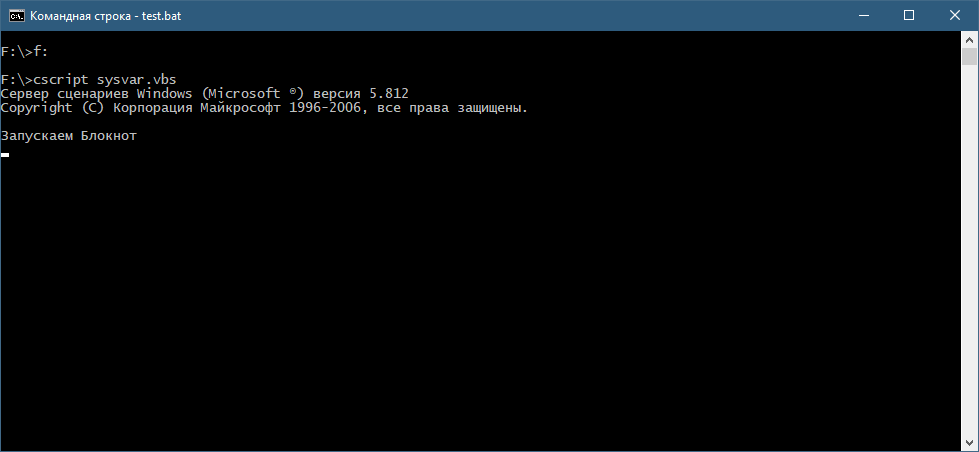 Командная строка - test.bat
F:\>f:
F:\>cscript sysvar.vbs
Сервер сценариев Windows (Microsoft ®) версия 5.812
Copyright (C) Корпорация Майкрософт 1996-2006, все права защищены.
Запускаем Блокнот